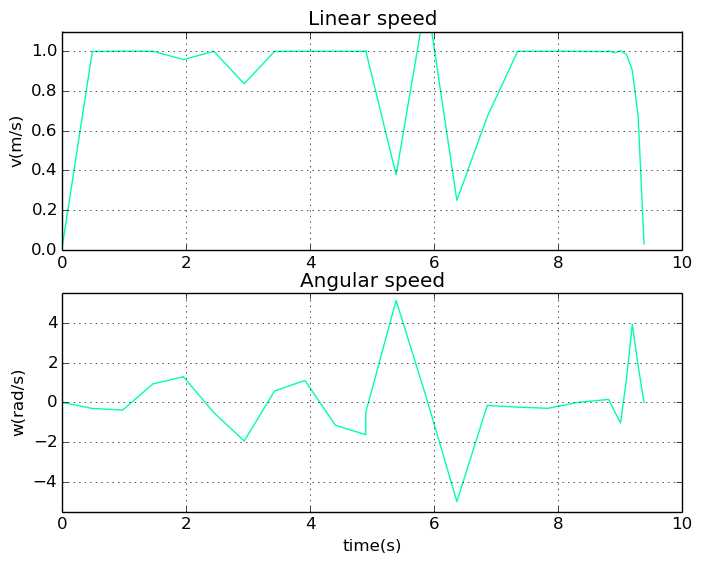 Linear speed
1.0
0.8
0.6
0.4
0.2
0.0
v(m/s)
0 2 4 6 8 10
Angular speed
4
2
0
−2
−4
w(rad/s)
0 2 4 6 8 10
time(s)